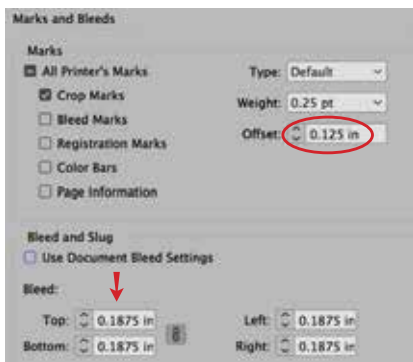 Marks and Bleeds
Marks
All Printer's Marks
Type: Default
Crop Marks
Weight: 0.25 pt
Bleed Marks
Offset: 0.125 in
Registration Marks
Color Bars
Page Information
Bleed and Slug
Use Document Bleed Settings
Bleed:
Top: 0.1875 in
Left: 0.1875 in
Bottom: 0.1875 in
Right: 0.1875 in